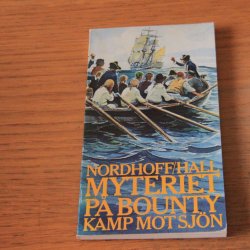 NORDHOFF/HALL
MYTERIET
PÅ BOUNTY
KAMP MOT SJÖN